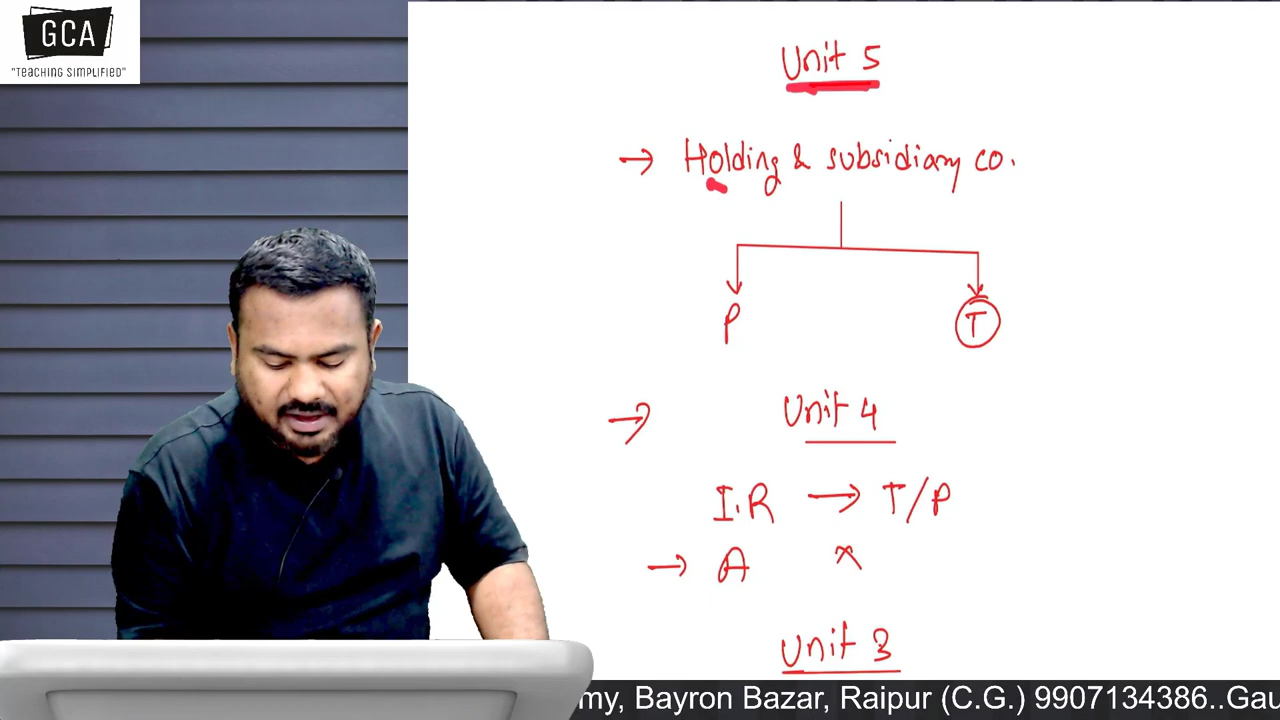 GCA
"TEACHING SIMPLIFIED"
Unit 5
→ Holding & subsidiary co.
P
T
→ Unit 4
I.R → T/P
→ A x
Unit 3
my, Bayron Bazar, Raipur (C.G.) 9907134386..Gau